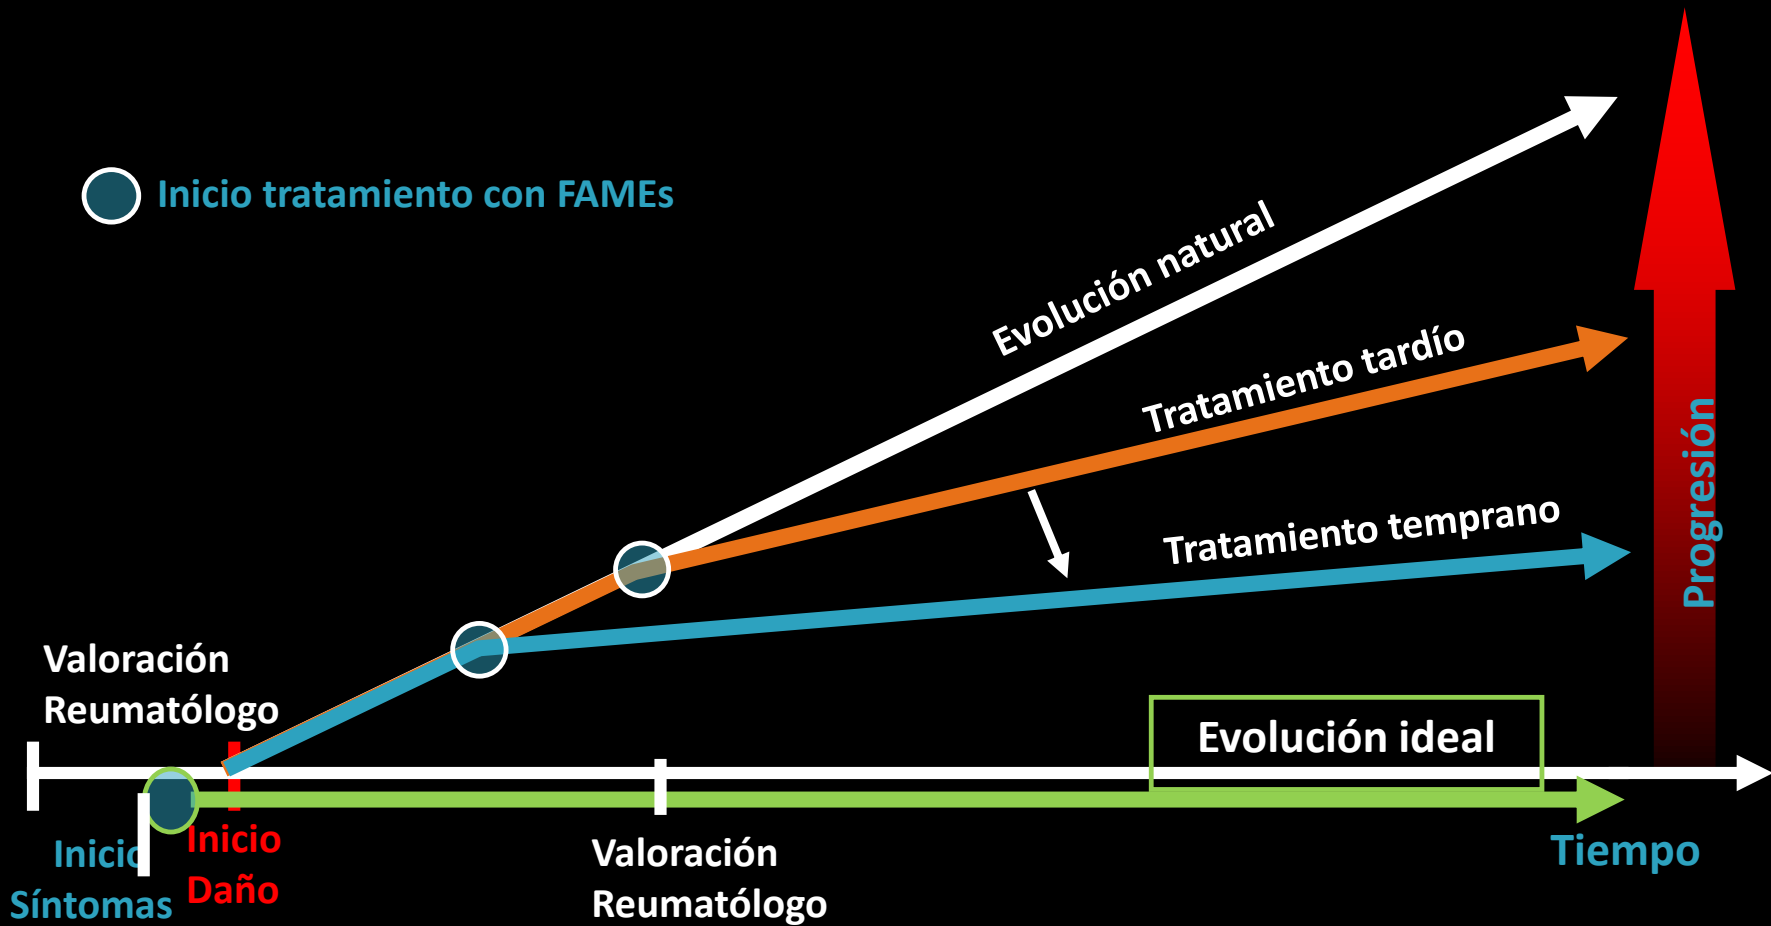 Inicio tratamiento con FAMEs
Evolución natural
Tratamiento tardío
Tratamiento temprano
Progresión
Valoración
Reumatólogo
Evolución ideal
Inicio
Síntomas
Inicio
Daño
Valoración
Reumatólogo
Tiempo